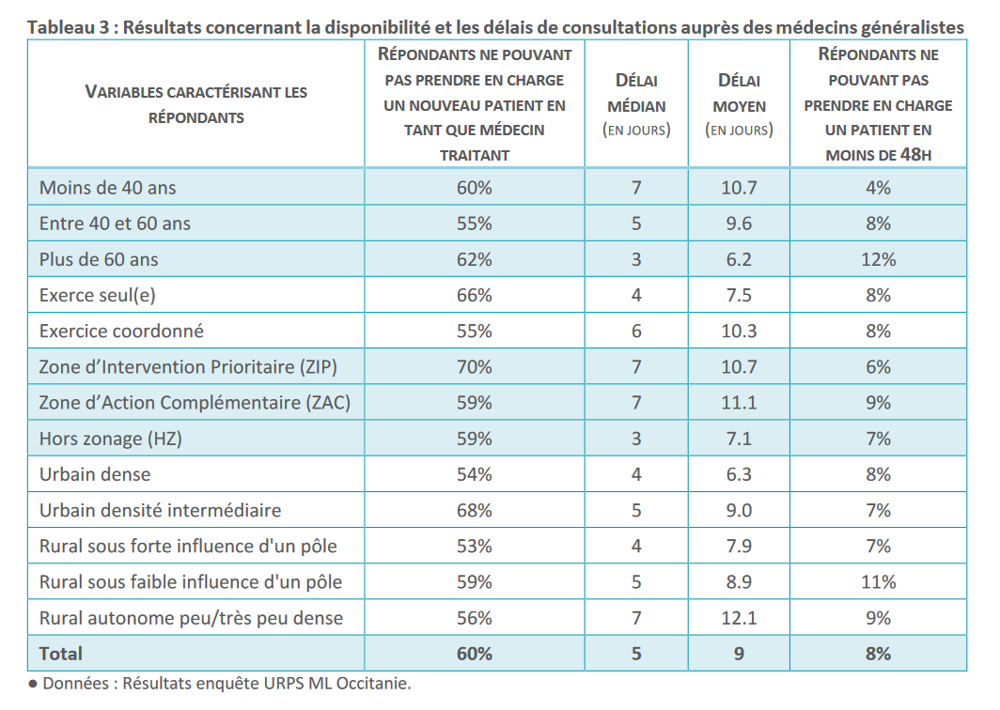 Tableau 3 : Résultats concernant la disponibilité et les délais de consultations auprès des médecins généralistes
VARIABLES CARACTÉRISANT LES RÉPONDANTS | RÉPONDANTS NE POUVANT PAS PRENDRE EN CHARGE UN NOUVEAU PATIENT EN TANT QUE MÉDECIN TRAITANT | DÉLAI MÉDIAN (EN JOURS) | DÉLAI MOYEN (EN JOURS) | RÉPONDANTS NE POUVANT PAS PRENDRE EN CHARGE UN PATIENT EN MOINS DE 48H
Moins de 40 ans | 60% | 7 | 10.7 | 4%
Entre 40 et 60 ans | 55% | 5 | 9.6 | 8%
Plus de 60 ans | 62% | 3 | 6.2 | 12%
Exerce seul(e) | 66% | 4 | 7.5 | 8%
Exercice coordonné | 55% | 6 | 10.3 | 8%
Zone d’Intervention Prioritaire (ZIP) | 70% | 7 | 10.7 | 6%
Zone d’Action Complémentaire (ZAC) | 59% | 7 | 11.1 | 9%
Hors zonage (HZ) | 59% | 3 | 7.1 | 7%
Urbain dense | 54% | 4 | 6.3 | 8%
Urbain densité intermédiaire | 68% | 5 | 9.0 | 7%
Rural sous forte influence d'un pôle | 53% | 4 | 7.9 | 7%
Rural sous faible influence d'un pôle | 59% | 5 | 8.9 | 11%
Rural autonome peu/très peu dense | 56% | 7 | 12.1 | 9%
Total | 60% | 5 | 9 | 8%
● Données : Résultats enquête URPS ML Occitanie.